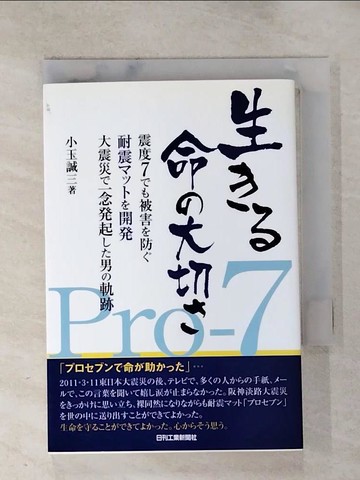 生きる
命の大切さ
震度7でも被害を防ぐ
耐震マットを開発
大震災で一念発起した男の軌跡
小玉誠三 著
Pro-7
「プロセブンで命が助かった」…
2011・3・11東日本大震災の後、テレビで、多くの人からの手紙、メー
ルで、この言葉を聞いて嬉し涙が止まらなかった。阪神淡路大震災
をきっかけに思い立ち、裸同然になりながらも耐震マット「プロセブン」
を世の中に送り出すことができてよかった。
生命を守ることができてよかった。心からそう思う。
日刊工業新聞社